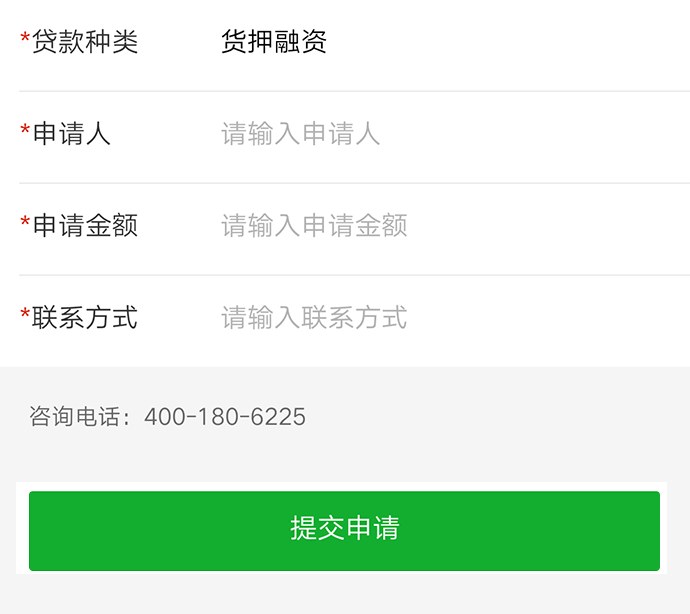 *贷款种类 货押融资
*申请人 请输入申请人
*申请金额 请输入申请金额
*联系方式 请输入联系方式
咨询电话：400-180-6225
提交申请